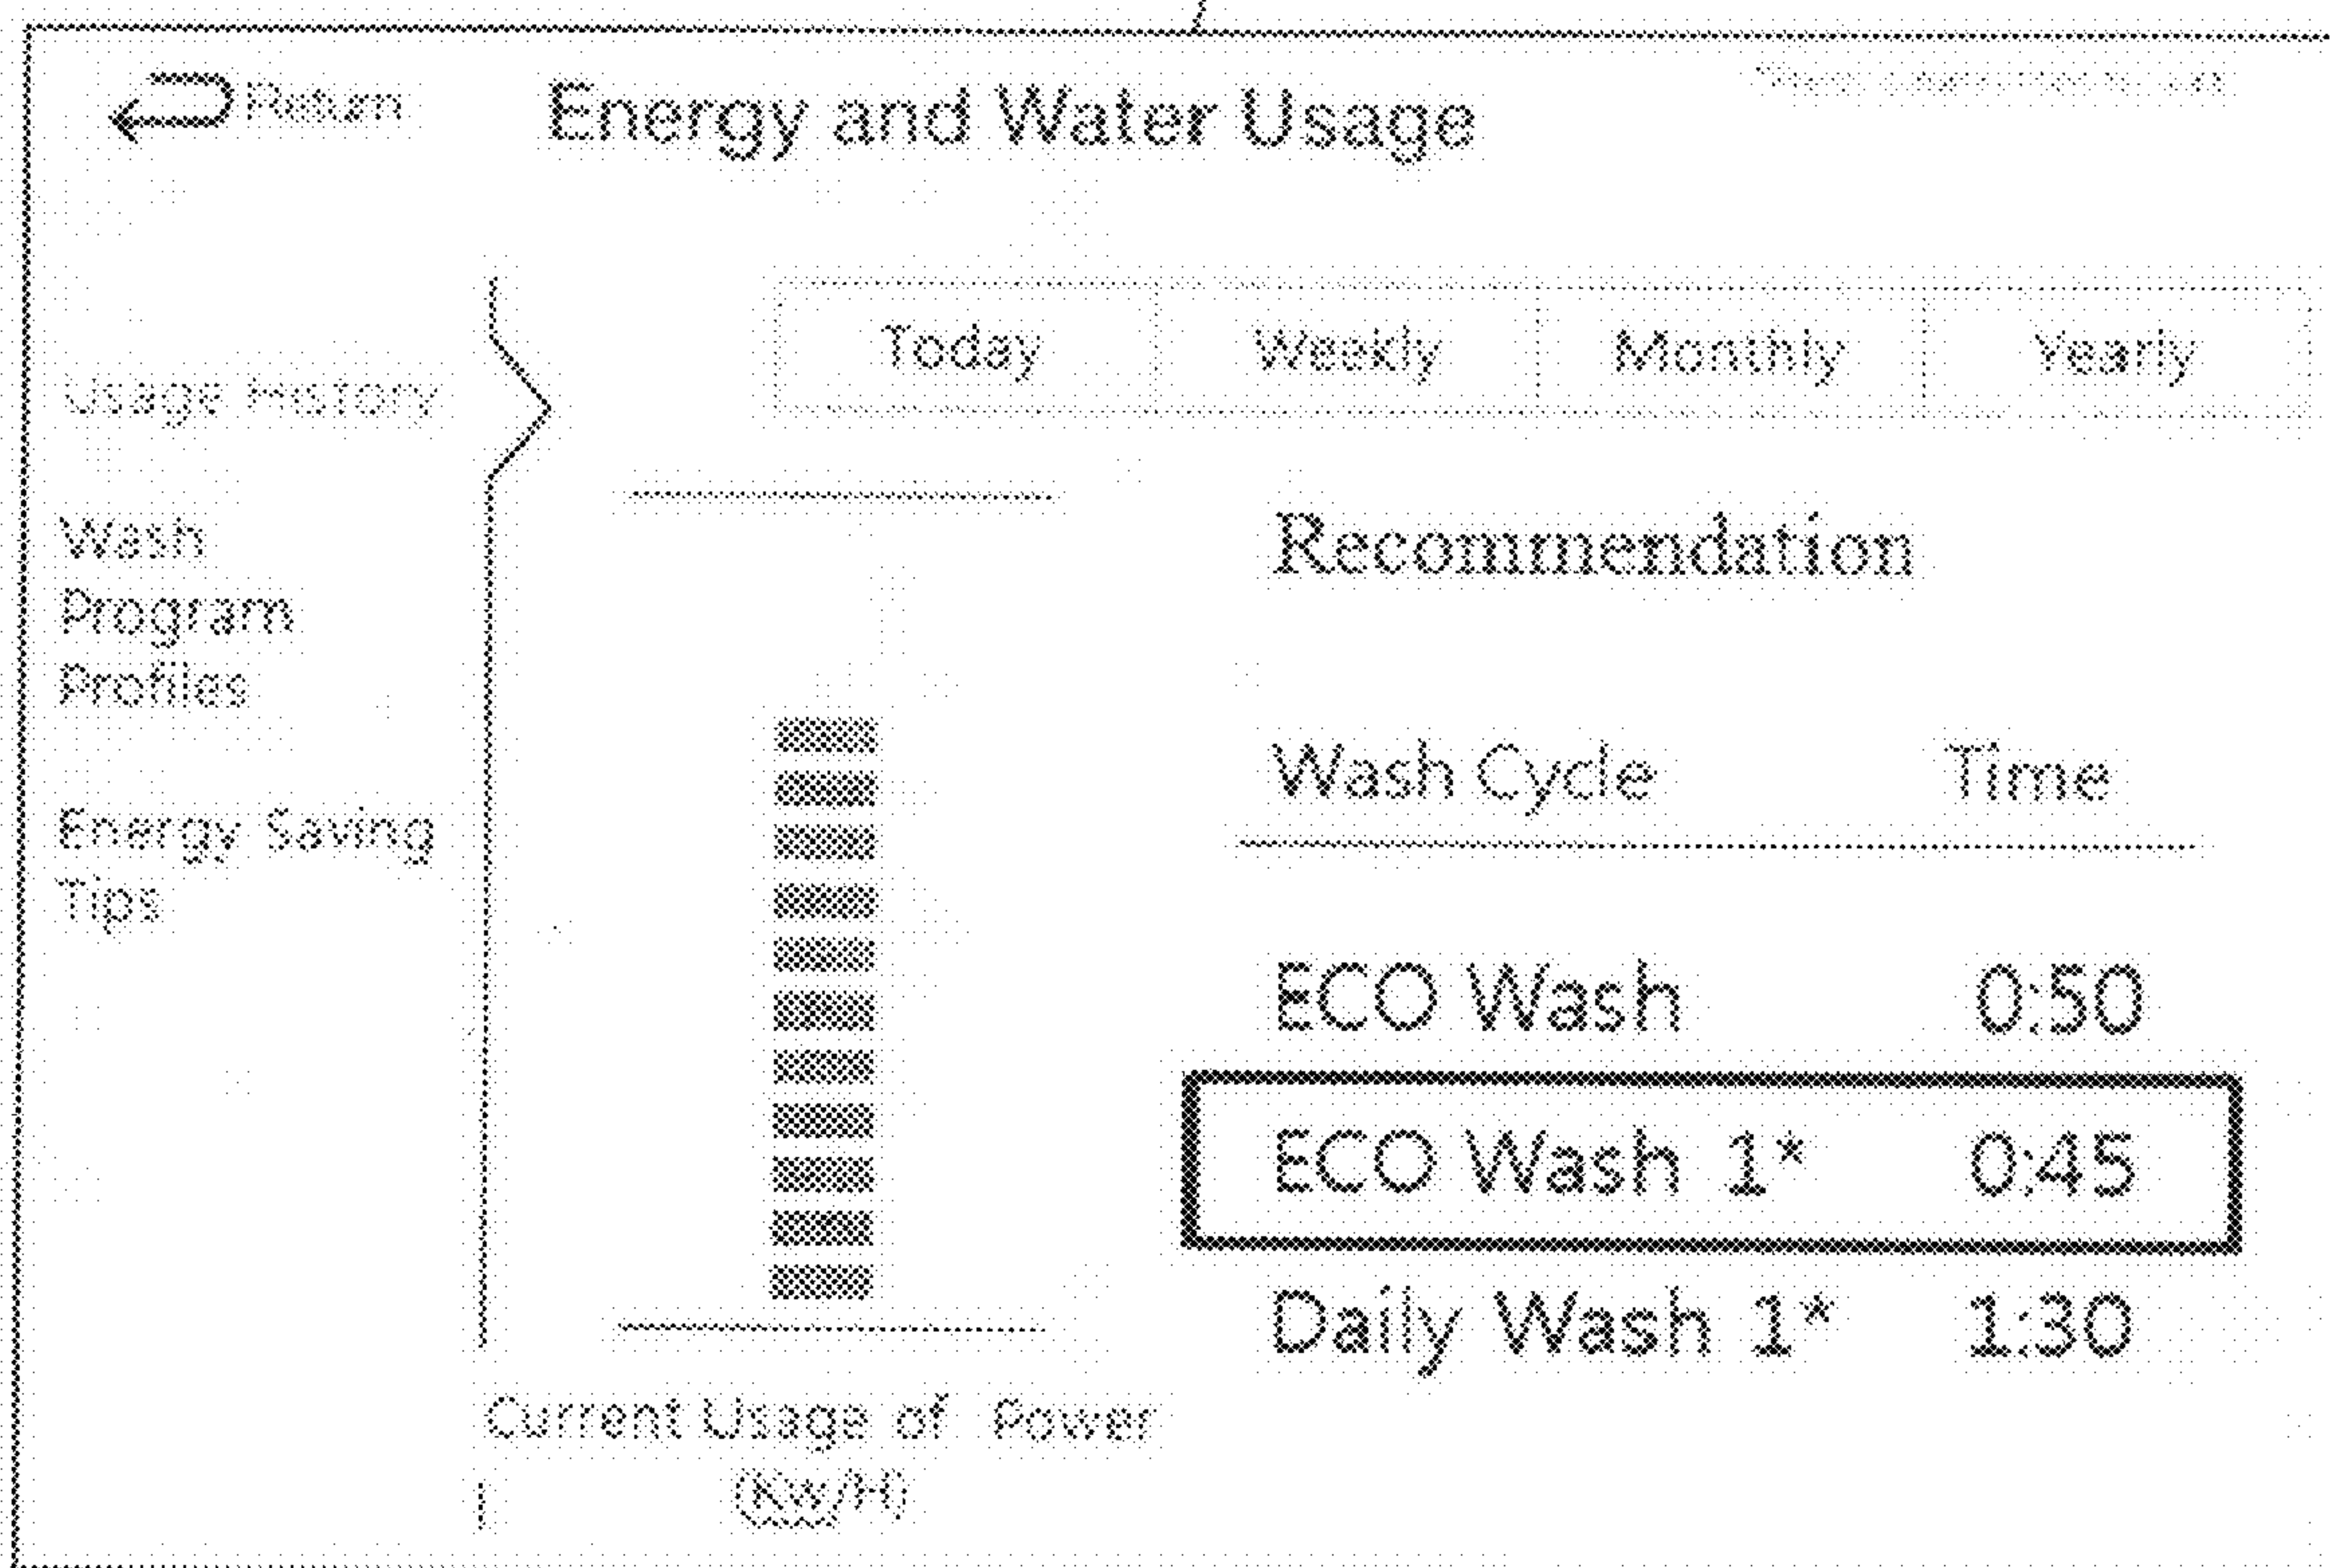 Return
Energy and Water Usage
Today Weekly Monthly Yearly
Usage History
Wash
Program
Profiles
Energy Saving
Tips
Recommendation
Wash Cycle Time
ECO Wash 0:50
ECO Wash 1* 0:45
Daily Wash 1* 1:30
Current Usage of Power
(Kw/H)